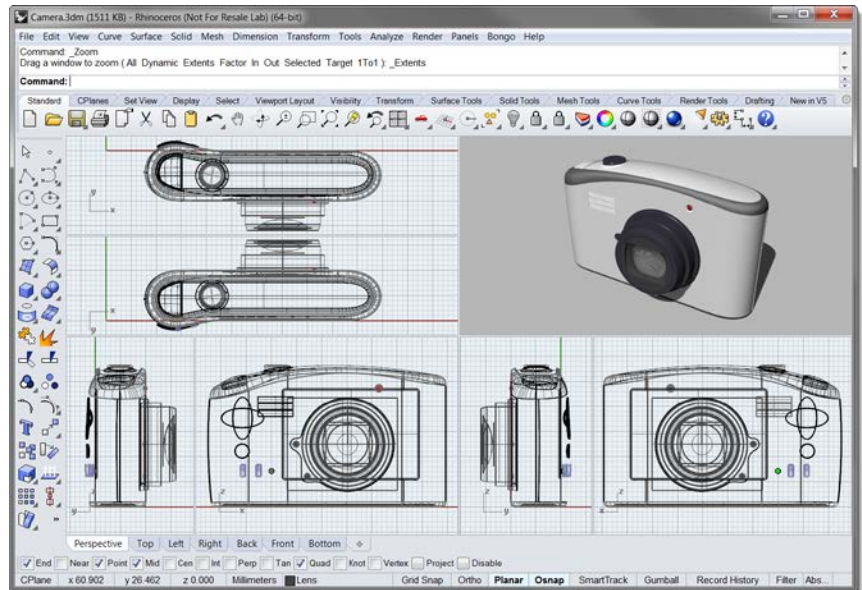 Camera.3dm (1511 KB) - Rhinoceros (Not For Resale Lab) (64-bit)
File Edit View Curve Surface Solid Mesh Dimension Transform Tools Analyze Render Panels Bongo Help
Command: _Zoom
Drag a window to zoom ( All Dynamic Extents Factor In Out Selected Target 1To1 ): _Extents
Command:
Standard CPlanes Set View Display Select Viewport Layout Visibility Transform Surface Tools Solid Tools Mesh Tools Curve Tools Render Tools Drafting New in V5
y
x
x
y
z
y
z
x
z
y
z
x
Perspective Top Left Right Back Front Bottom
End Near Point Mid Cen Int Perp Tan Quad Knot Vertex Project Disable
CPlane x 60.902 y 26.462 z 0.000 Millimeters Lens Grid Snap Ortho Planar Osnap SmartTrack Gumball Record History Filter Abs...